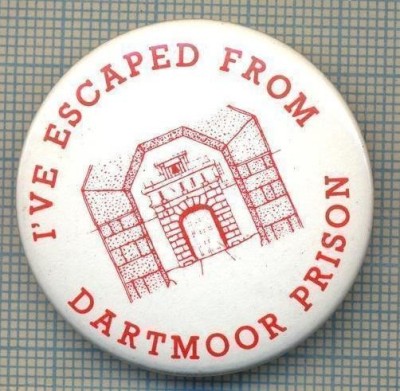 I'VE ESCAPED FROM
DARTMOOR PRISON